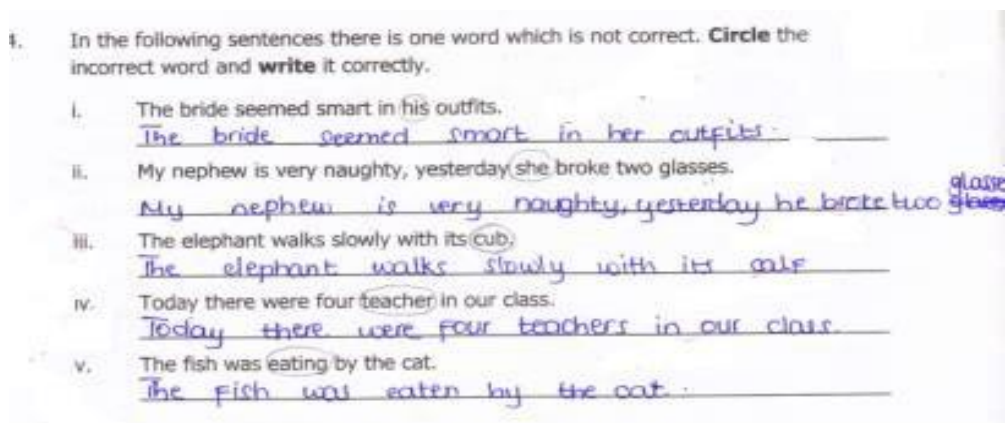 4. In the following sentences there is one word which is not correct. Circle the
incorrect word and write it correctly.
i. The bride seemed smart in his outfits.
The bride seemed smart in her outfits.
ii. My nephew is very naughty, yesterday she broke two glasses.
glasse
My nephew is very naughty, yesterday he broke two
iii. The elephant walks slowly with its cub.
The elephant walks slowly with its calf
iv. Today there were four teacher in our class.
Today there were four teachers in our class
v. The fish was eating by the cat.
The fish was eaten by the cat.